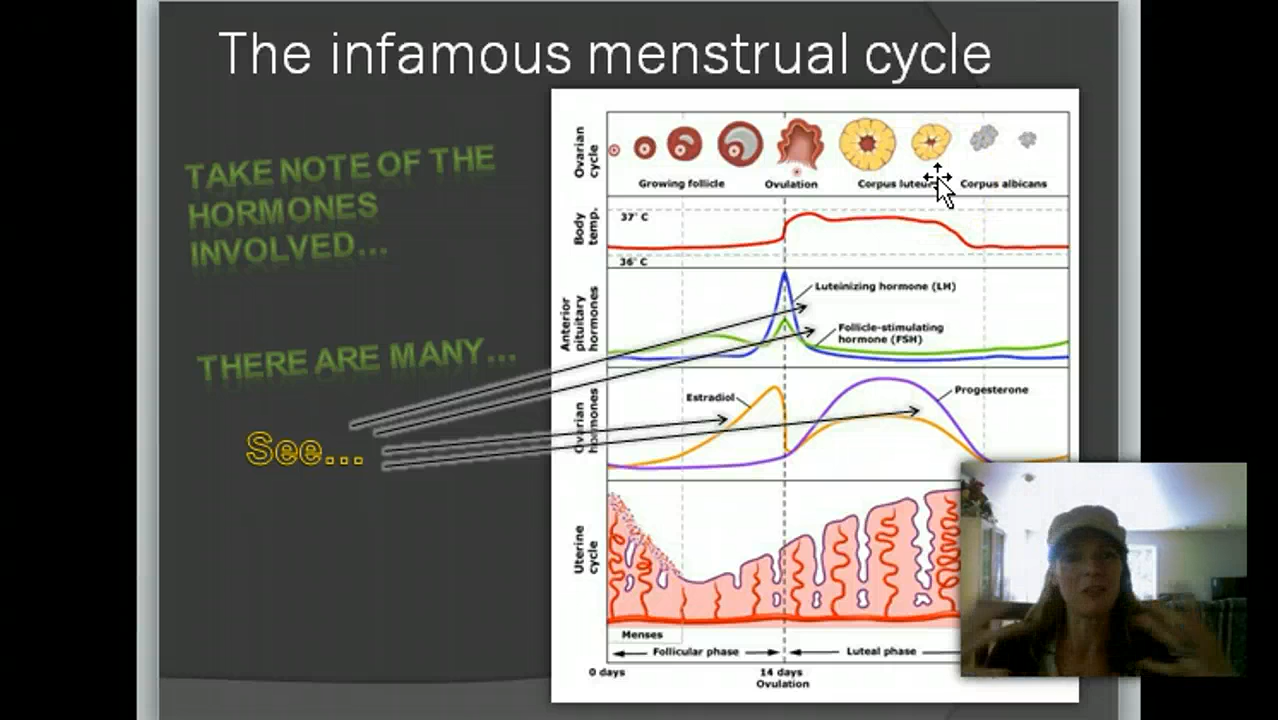 The infamous menstrual cycle
TAKE NOTE OF THE
HORMONES
INVOLVED...
THERE ARE MANY...
See...
Ovarian
cycle
Growing follicle
Ovulation
Corpus albicans
Corpus
Body
temp.
37° C
36° C
Anterior
pituitary
hormones
Luteinizing hormone (LH)
Follicle-stimulating
hormone (FSH)
Ovarian
hormones
Estradiol
Progesterone
Uterine
cycle
Menses
Follicular phase
Luteal phase
0 days
14 days
Ovulation